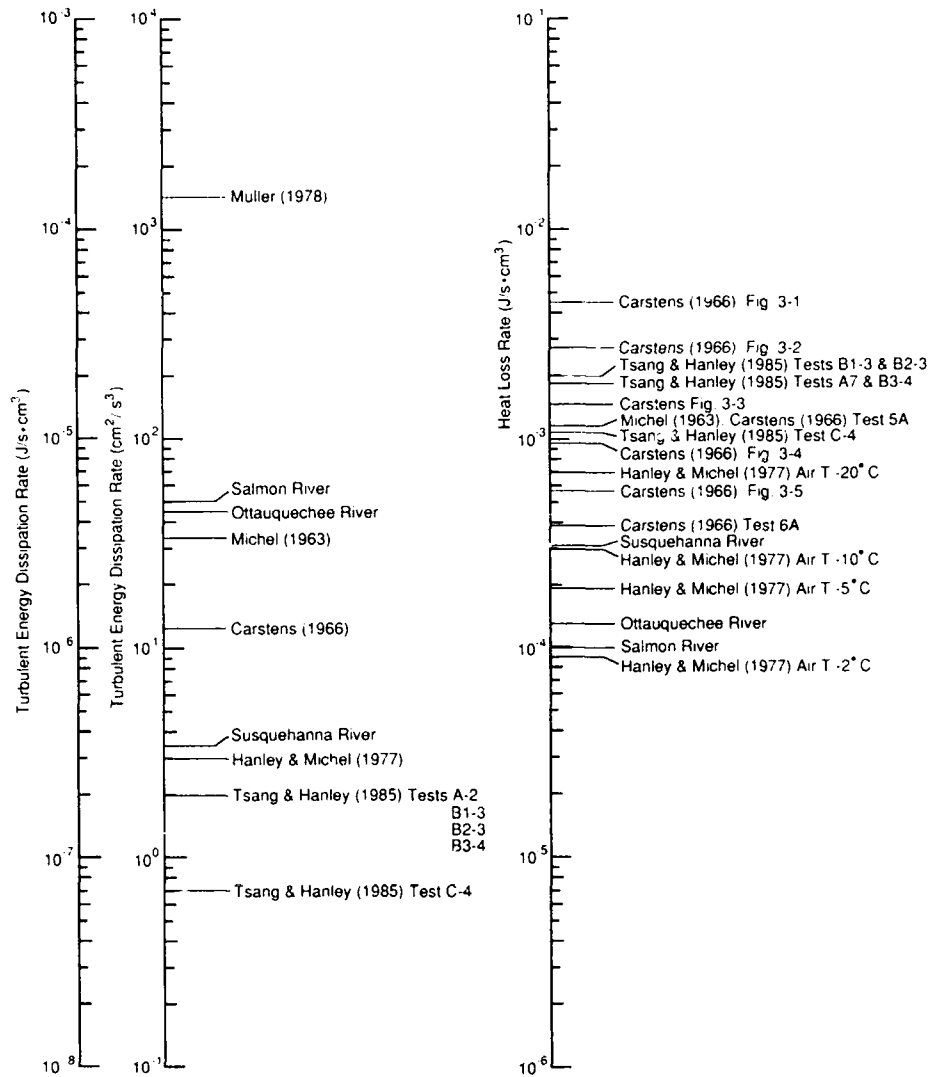 Turbulent Energy Dissipation Rate (J/s•cm³)
10⁻³
10⁻⁴
10⁻⁵
10⁻⁶
10⁻⁷
10⁻⁸
Turbulent Energy Dissipation Rate (cm²/s³)
10⁴
10³
10²
10¹
10⁰
10⁻¹
Muller (1978)
Salmon River
Ottauquechee River
Michel (1963)
Carstens (1966)
Susquehanna River
Hanley & Michel (1977)
Tsang & Hanley (1985) Tests A-2
B1-3
B2-3
B3-4
Tsang & Hanley (1985) Test C-4
Heat Loss Rate (J/s•cm³)
10⁻¹
10⁻²
10⁻³
10⁻⁴
10⁻⁵
10⁻⁶
Carstens (1966) Fig. 3-1
Carstens (1966) Fig. 3-2
Tsang & Hanley (1985) Tests B1-3 & B2-3
Tsang & Hanley (1985) Tests A7 & B3-4
Carstens Fig. 3-3
Michel (1963), Carstens (1966) Test 5A
Tsang & Hanley (1985) Test C-4
Carstens (1966) Fig. 3-4
Hanley & Michel (1977) Air T -20°C
Carstens (1966) Fig. 3-5
Carstens (1966) Test 6A
Susquehanna River
Hanley & Michel (1977) Air T -10°C
Hanley & Michel (1977) Air T -5°C
Ottauquechee River
Salmon River
Hanley & Michel (1977) Air T -2°C